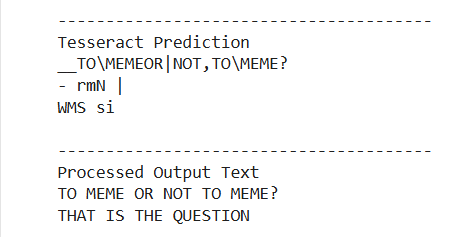 ---------------------------------------
Tesseract Prediction
__TO\MEMEOR|NOT,TO\MEME?
- rmN |
WMS si
---------------------------------------
Processed Output Text
TO MEME OR NOT TO MEME?
THAT IS THE QUESTION